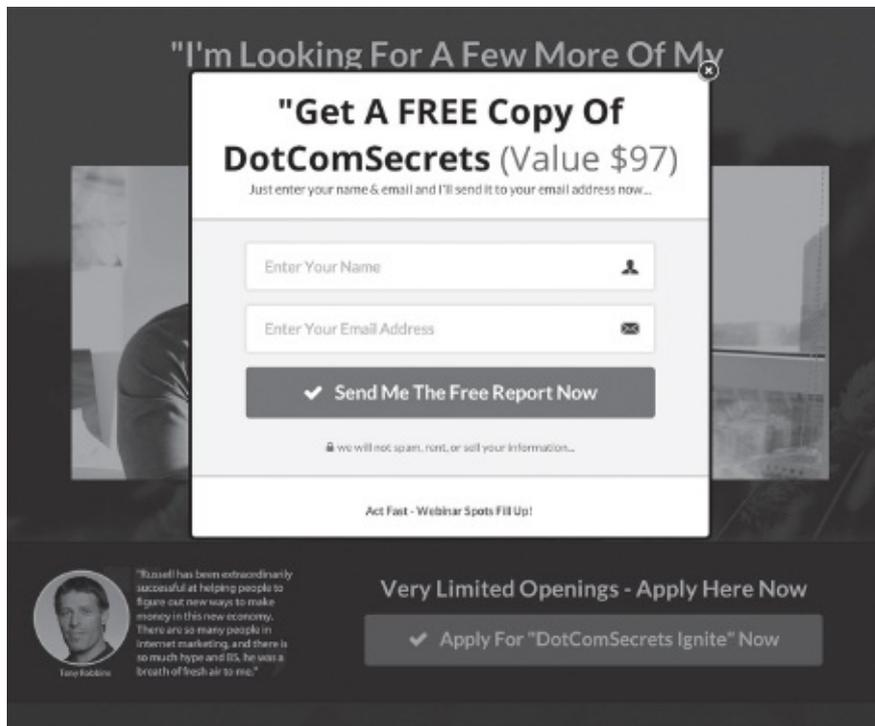 "I'm Looking For A Few More Of My
"Get A FREE Copy Of
DotComSecrets (Value $97)
Just enter your name & email and I'll send it to your email address now...
Enter Your Name
Enter Your Email Address
Send Me The Free Report Now
we will not spam, rent, or sell your information...
Act Fast - Webinar Spots Fill Up!
"Russell has been extraordinarily
successful at helping people to
figure out new ways to make
money in this new economy.
There are so many people in
internet marketing, and there is
so much hype and BS, he was a
breath of fresh air to me."
Tony Robbins
Very Limited Openings - Apply Here Now
Apply For "DotComSecrets Ignite" Now